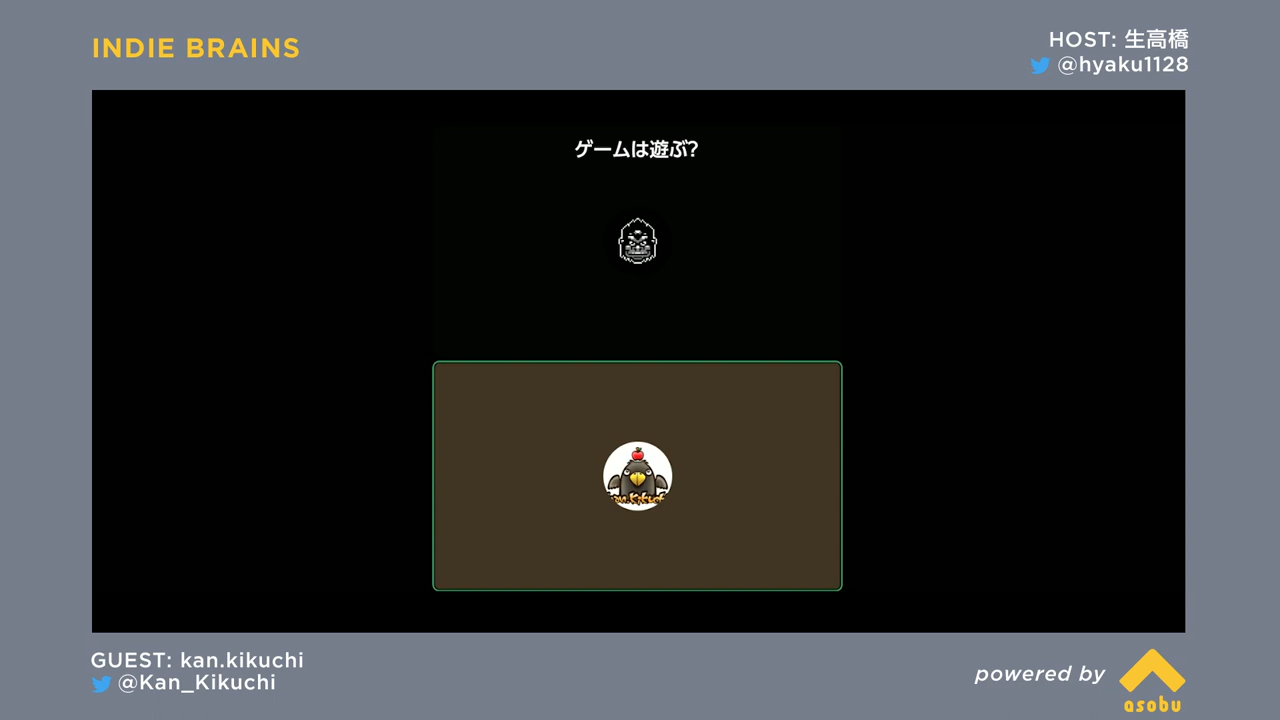 INDIE BRAINS
HOST: 生高橋
@hyaku1128
ゲームは遊ぶ?
GUEST: kan.kikuchi
@Kan_Kikuchi
powered by
asobu